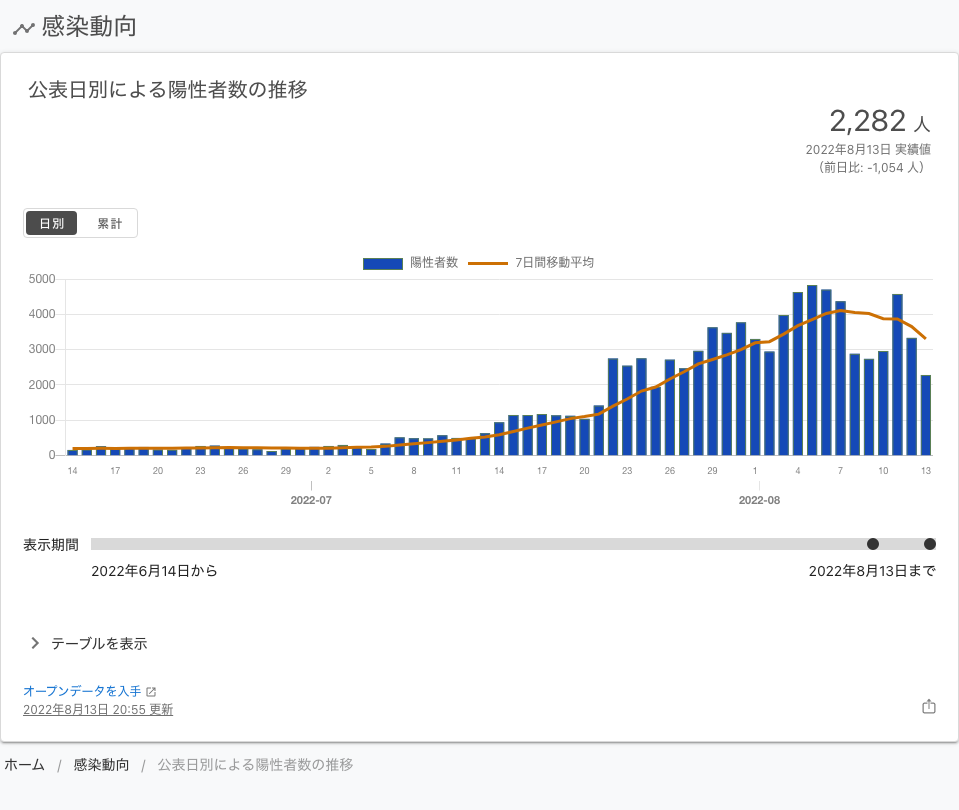 感染動向
公表日別による陽性者数の推移
2,282 人
2022年8月13日 実績値
（前日比: -1,054 人）
日別 累計
陽性者数 7日間移動平均
5000
4000
3000
2000
1000
0
14 17 20 23 26 29 2 5 8 11 14 17 20 23 26 29 1 4 7 10 13
2022-07 2022-08
表示期間
2022年6月14日から 2022年8月13日まで
テーブルを表示
オープンデータを入手
2022年8月13日 20:55 更新
ホーム / 感染動向 / 公表日別による陽性者数の推移